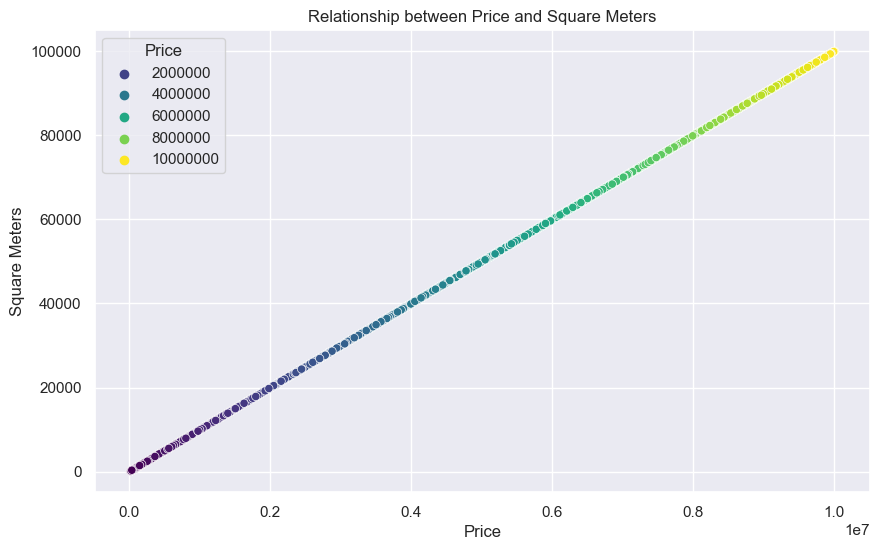 Relationship between Price and Square Meters
Price
2000000
4000000
6000000
8000000
10000000
100000
80000
60000
40000
20000
0
Square Meters
0.0 0.2 0.4 0.6 0.8 1.0
1e7
Price